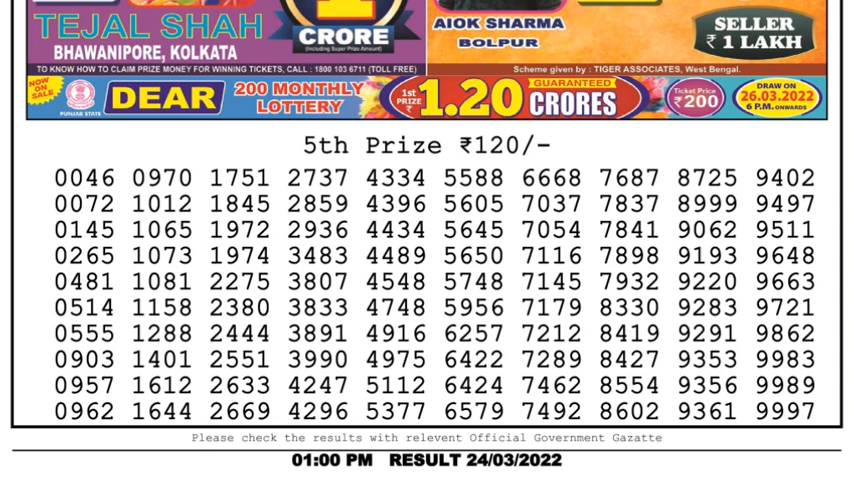 TEJAL SHAH
BHAWANIPORE, KOLKATA
1
CRORE
(Including Super Prize Amount)
AIOK SHARMA
BOLPUR
SELLER
₹ 1 LAKH
TO KNOW HOW TO CLAIM PRIZE MONEY FOR WINNING TICKETS, CALL : 1800 103 6711 (TOLL FREE)
Scheme given by : TIGER ASSOCIATES, West Bengal.
NOW ON SALE
PUNJAB STATE
DEAR
200 MONTHLY
LOTTERY
1st PRIZE ₹
1.20
GUARANTEED
CRORES
Ticket Price
₹200
DRAW ON
26.03.2022
6 P.M. ONWARDS
5th Prize ₹120/-
0046 0970 1751 2737 4334 5588 6668 7687 8725 9402
0072 1012 1845 2859 4396 5605 7037 7837 8999 9497
0145 1065 1972 2936 4434 5645 7054 7841 9062 9511
0265 1073 1974 3483 4489 5650 7116 7898 9193 9648
0481 1081 2275 3807 4548 5748 7145 7932 9220 9663
0514 1158 2380 3833 4748 5956 7179 8330 9283 9721
0555 1288 2444 3891 4916 6257 7212 8419 9291 9862
0903 1401 2551 3990 4975 6422 7289 8427 9353 9983
0957 1612 2633 4247 5112 6424 7462 8554 9356 9989
0962 1644 2669 4296 5377 6579 7492 8602 9361 9997
Please check the results with relevent Official Government Gazatte
01:00 PM RESULT 24/03/2022